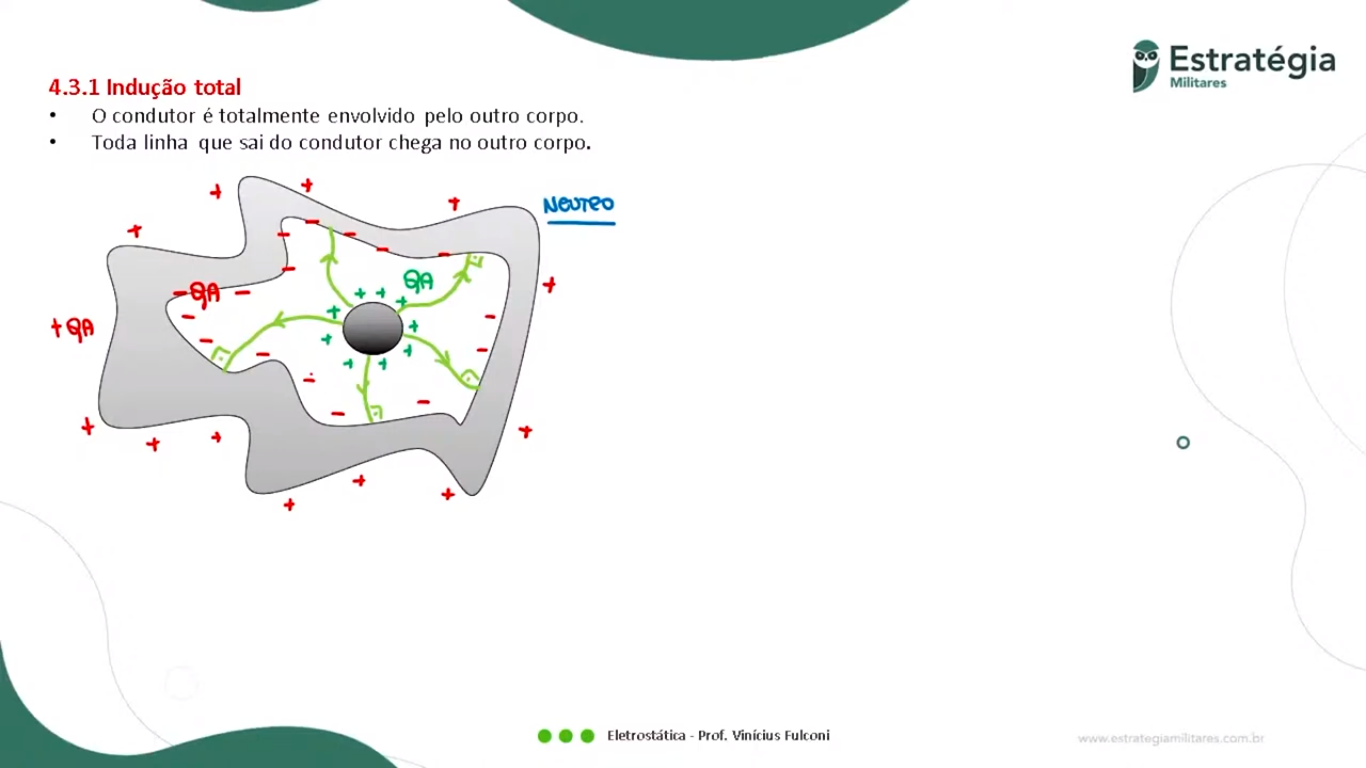 Estratégia
Militares
4.3.1 Indução total
• O condutor é totalmente envolvido pelo outro corpo.
• Toda linha que sai do condutor chega no outro corpo.
NEUTRO
QA
-QA
+QA
Eletrostática - Prof. Vinícius Fulconi
www.estrategiamilitares.com.br